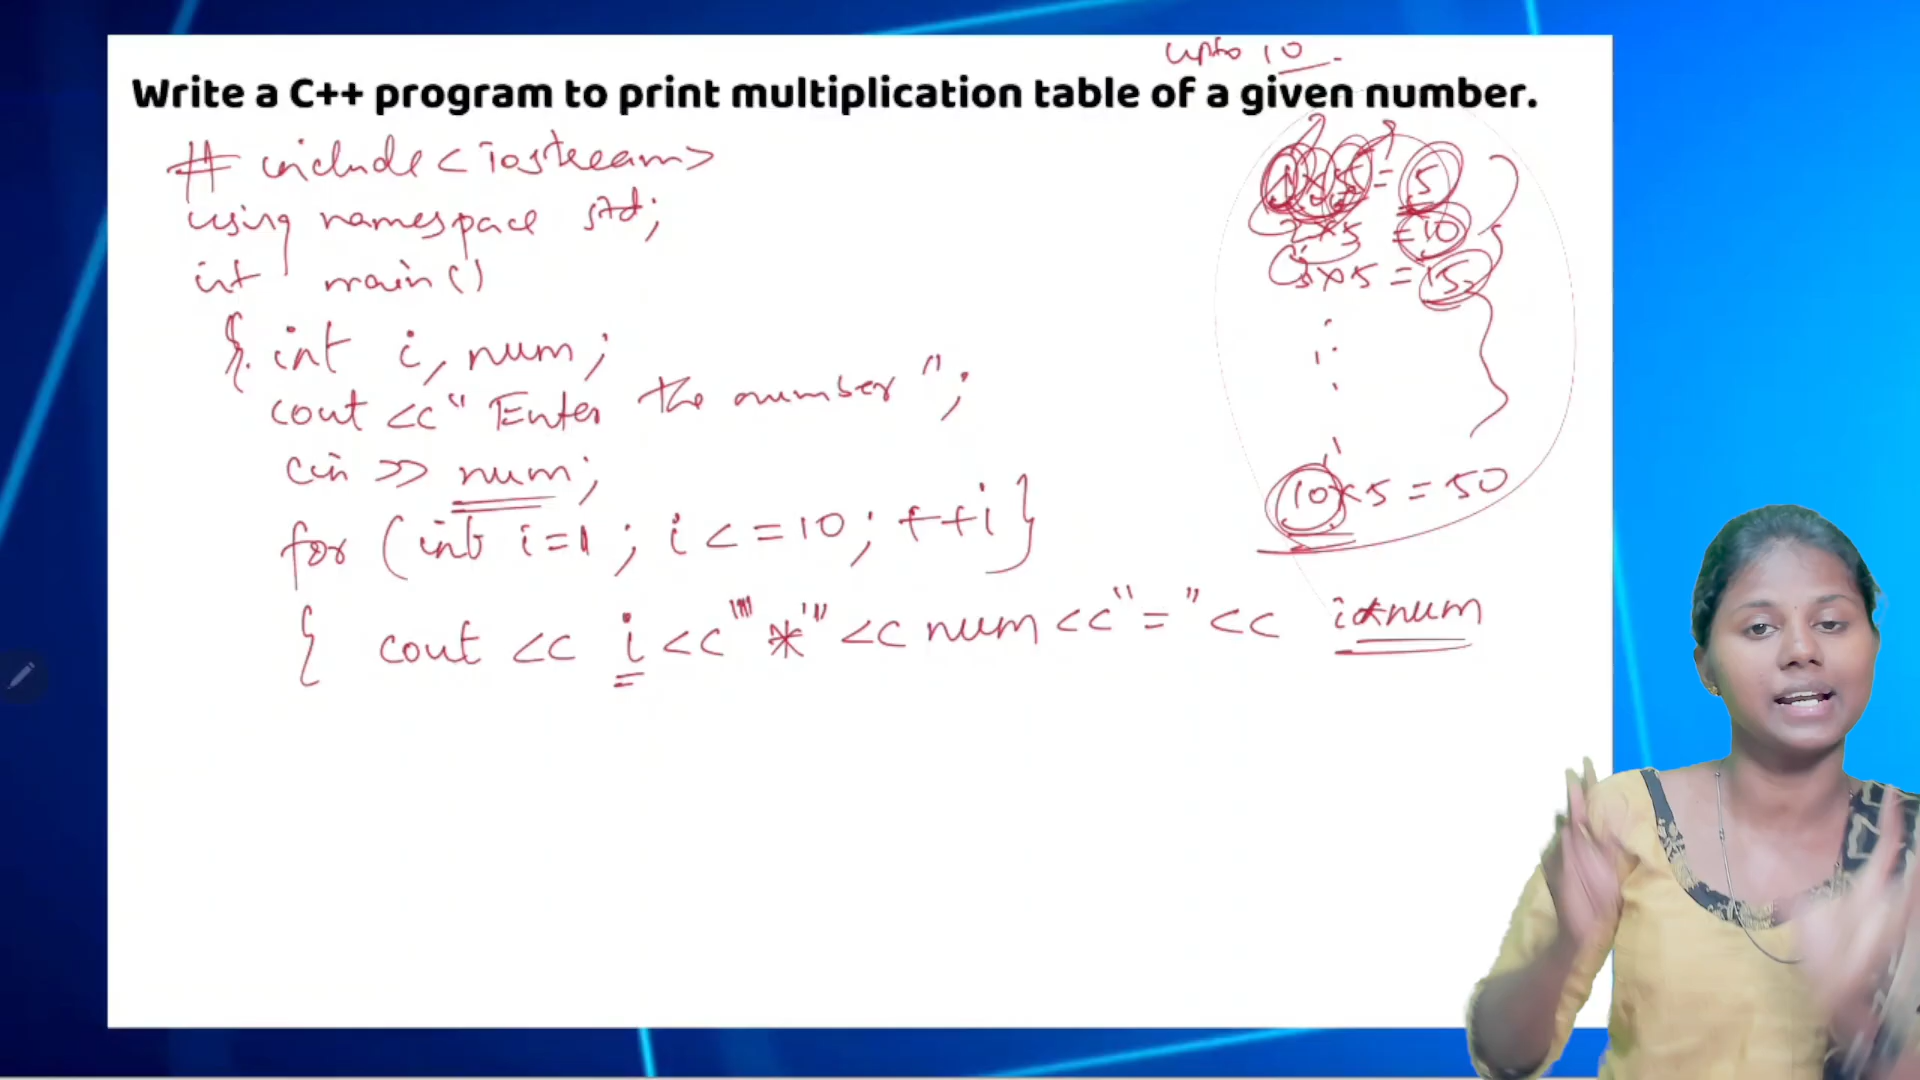 upto 10
Write a C++ program to print multiplication table of a given number.
# include < iostream>
using namespace std;
int main()
{ int i, num;
cout << " Enter the number ";
cin >> num;
for (int i=1; i <= 10; ++i}
{ cout << i << "*" << num << "=" << i*num
1 x 5 = 5
2 x 5 = 10
3 x 5 = 15
10 x 5 = 50